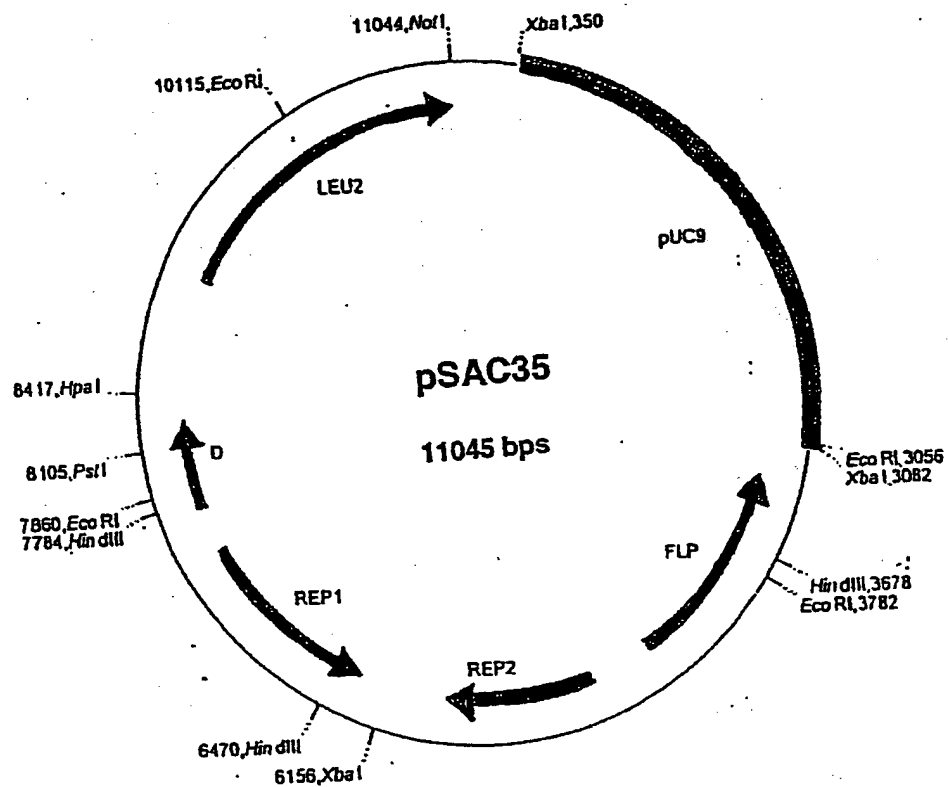 11044,NotI
XbaI,350
10115,EcoRI
LEU2
pUC9
pSAC35
8417,HpaI
11045 bps
D
8105,PstI
EcoRI,3056
XbaI,3082
7860,EcoRI
7784,HindIII
FLP
HindIII,3678
EcoRI,3782
REP1
REP2
6470,HindIII
6156,XbaI